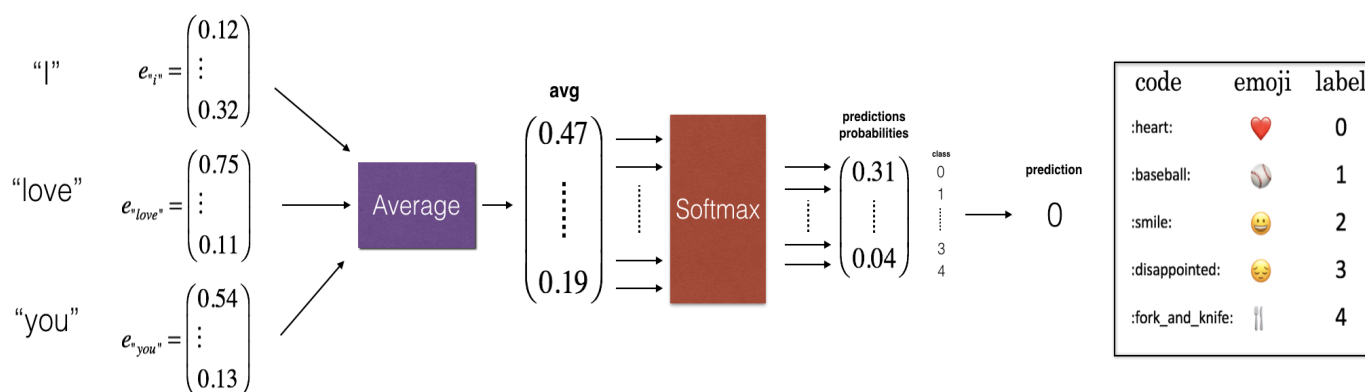 “I”
e"i" =
0.12
⋮
0.32
“love”
e"love" =
0.75
⋮
0.11
“you”
e"you" =
0.54
⋮
0.13
Average
avg
0.47
0.19
Softmax
predictions
probabilities
0.31
0.04
class
0
1
3
4
prediction
0
code emoji label
:heart: ❤️ 0
:baseball: ⚾ 1
:smile: 😀 2
:disappointed: 😔 3
:fork_and_knife: 🍴 4